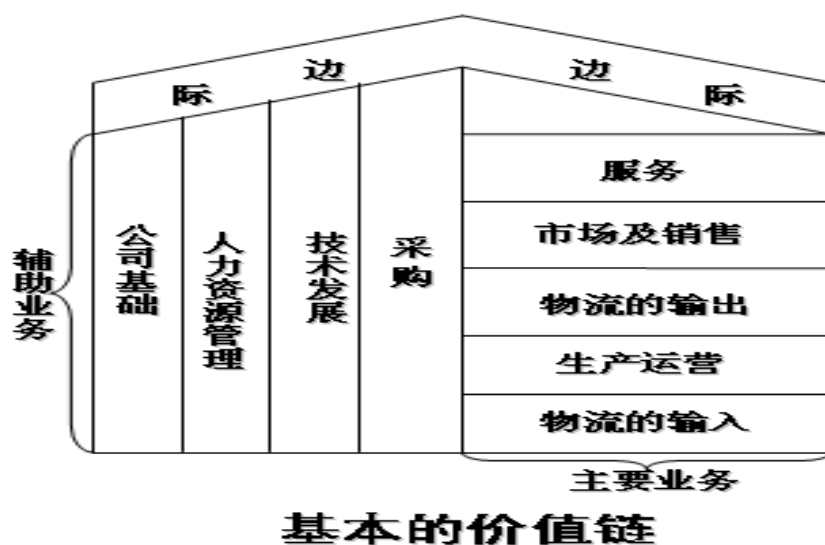 际 边 边 际
辅助业务
公司基础
人力资源管理
技术发展
采购
服务
市场及销售
物流的输出
生产运营
物流的输入
主要业务
基本的价值链